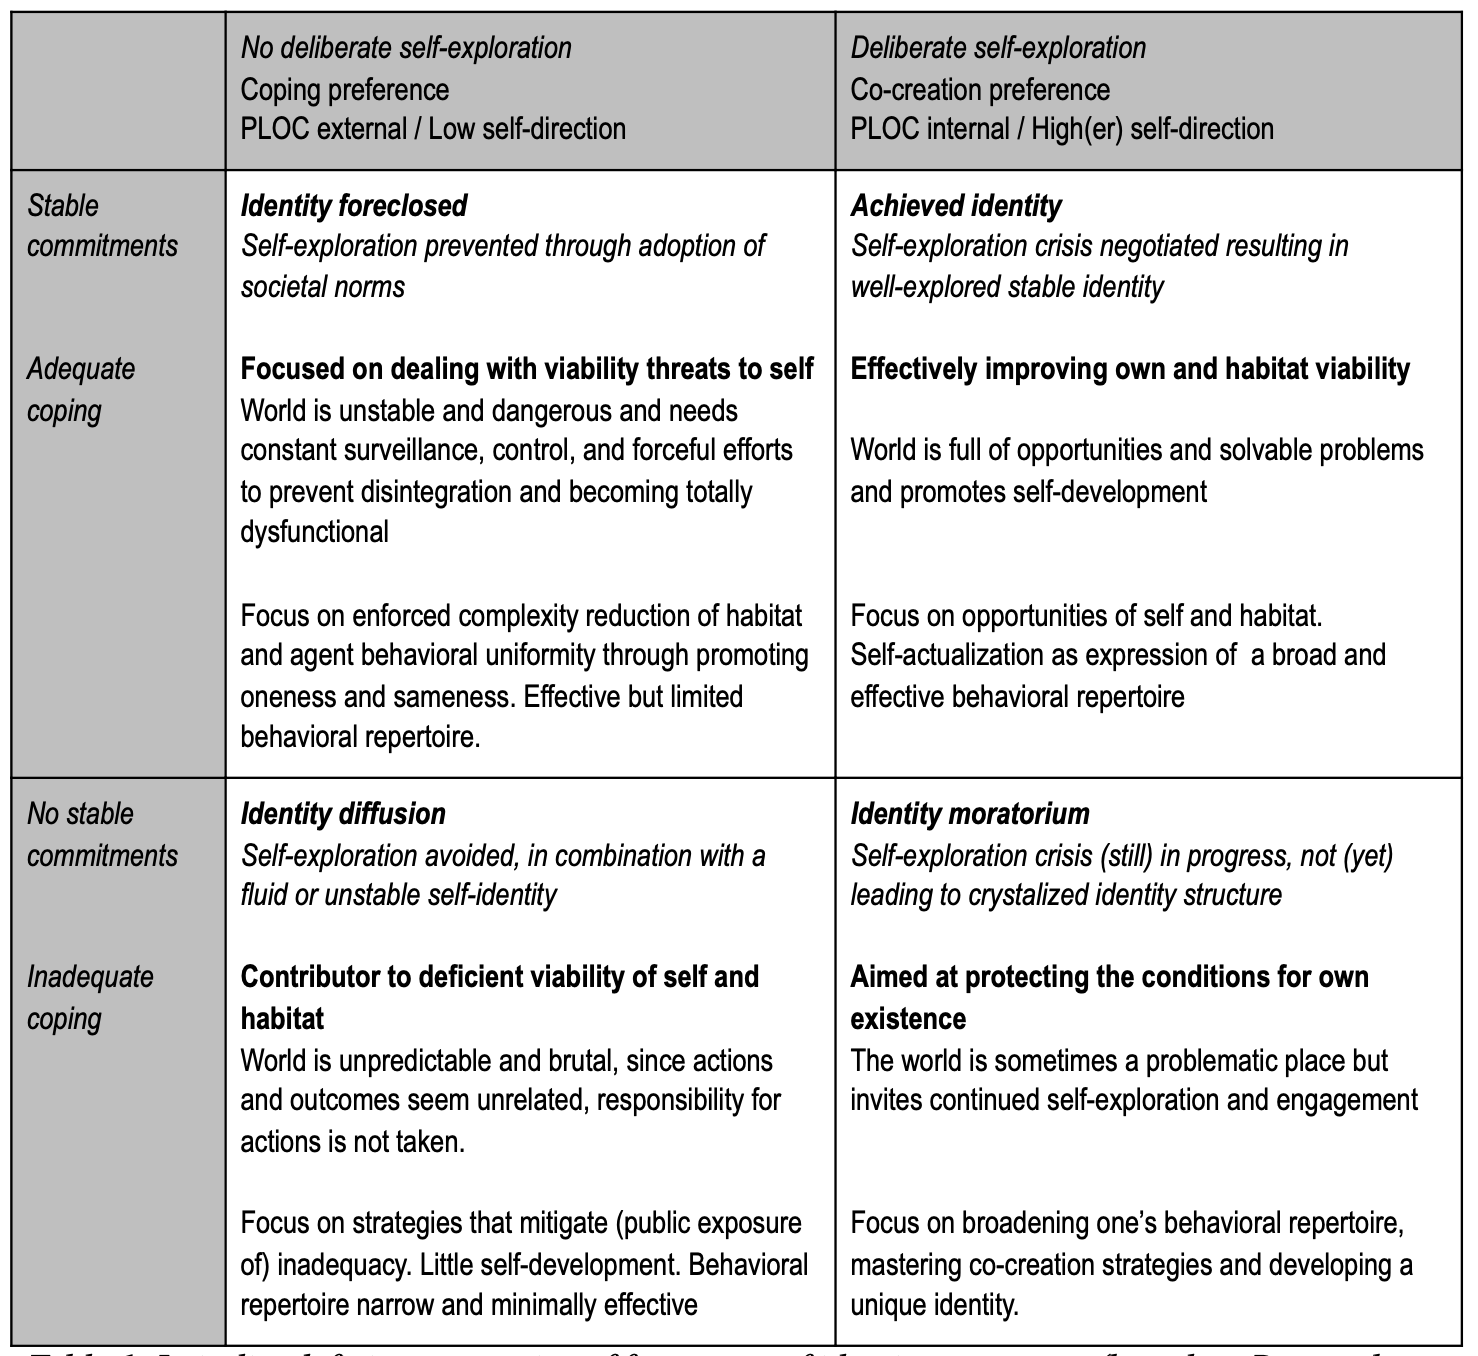 No deliberate self-exploration
Coping preference
PLOC external / Low self-direction
Deliberate self-exploration
Co-creation preference
PLOC internal / High(er) self-direction
Stable
commitments
Adequate
coping
Identity foreclosed
Self-exploration prevented through adoption of
societal norms
Focused on dealing with viability threats to self
World is unstable and dangerous and needs
constant surveillance, control, and forceful efforts
to prevent disintegration and becoming totally
dysfunctional
Focus on enforced complexity reduction of habitat
and agent behavioral uniformity through promoting
oneness and sameness. Effective but limited
behavioral repertoire.
Achieved identity
Self-exploration crisis negotiated resulting in
well-explored stable identity
Effectively improving own and habitat viability
World is full of opportunities and solvable problems
and promotes self-development
Focus on opportunities of self and habitat.
Self-actualization as expression of a broad and
effective behavioral repertoire
No stable
commitments
Inadequate
coping
Identity diffusion
Self-exploration avoided, in combination with a
fluid or unstable self-identity
Contributor to deficient viability of self and
habitat
World is unpredictable and brutal, since actions
and outcomes seem unrelated, responsibility for
actions is not taken.
Focus on strategies that mitigate (public exposure
of) inadequacy. Little self-development. Behavioral
repertoire narrow and minimally effective
Identity moratorium
Self-exploration crisis (still) in progress, not (yet)
leading to crystalized identity structure
Aimed at protecting the conditions for own
existence
The world is sometimes a problematic place but
invites continued self-exploration and engagement
Focus on broadening one's behavioral repertoire,
mastering co-creation strategies and developing a
unique identity.